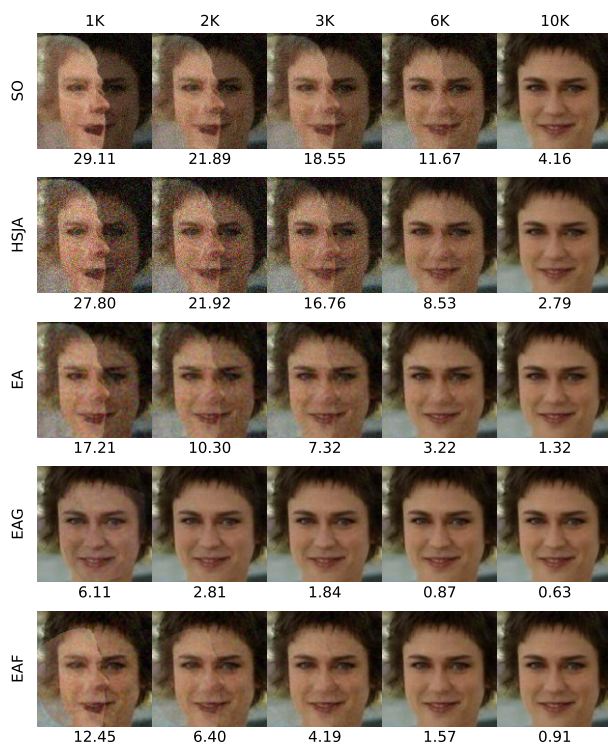 1K 2K 3K 6K 10K
SO
29.11 21.89 18.55 11.67 4.16
HSJA
27.80 21.92 16.76 8.53 2.79
EA
17.21 10.30 7.32 3.22 1.32
EAG
6.11 2.81 1.84 0.87 0.63
EAF
12.45 6.40 4.19 1.57 0.91